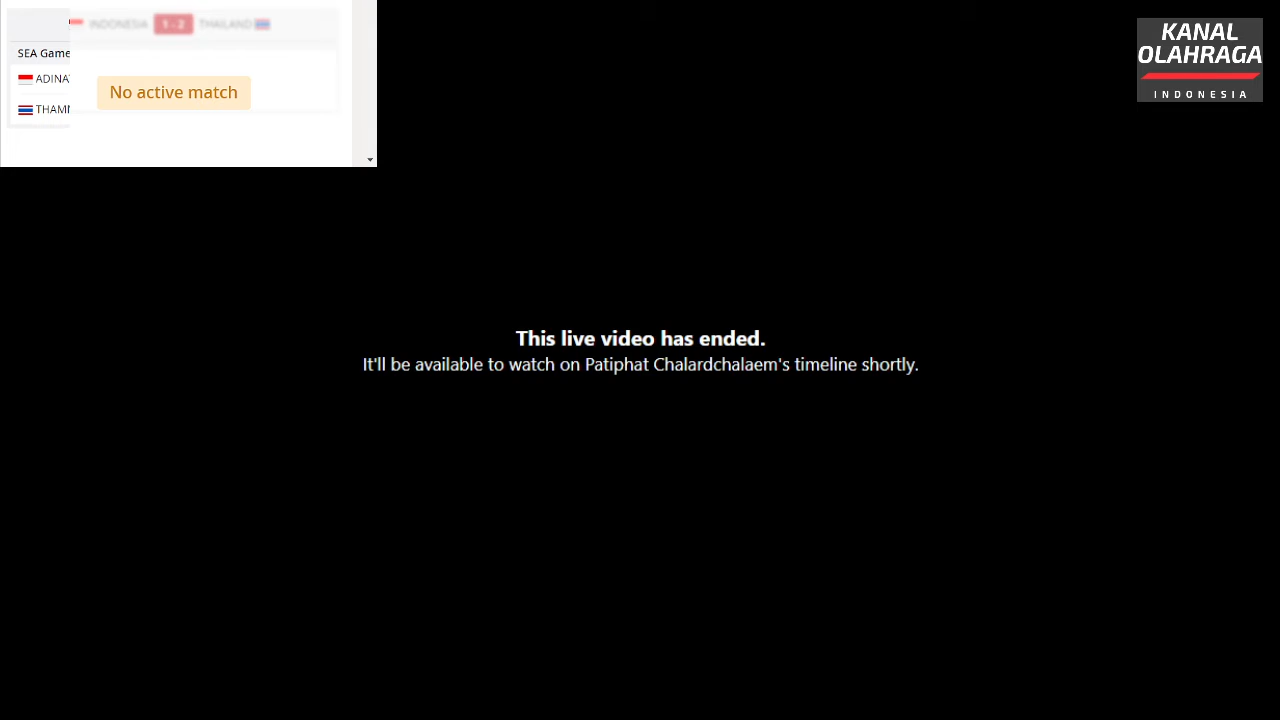 INDONESIA 1 - 2 THAILAND
SEA Game
ADINA
No active match
THAM
KANAL
OLAHRAGA
INDONESIA
This live video has ended.
It'll be available to watch on Patiphat Chalardchalaem's timeline shortly.